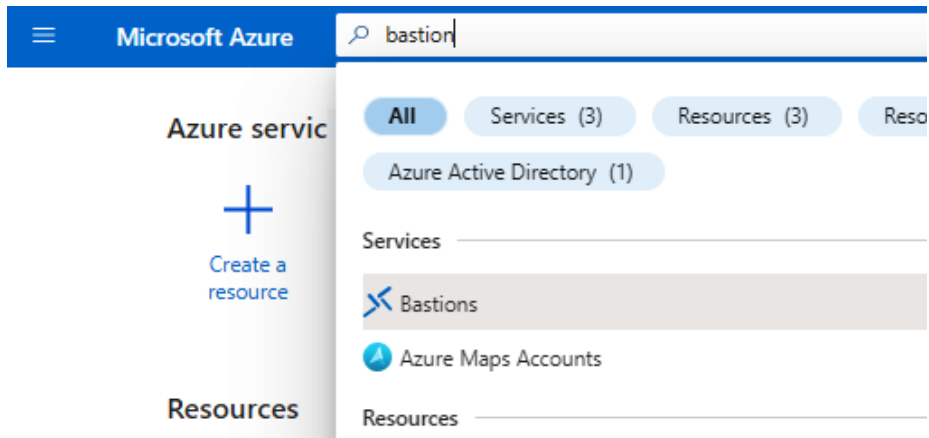 Microsoft Azure
bastion
All
Services (3)
Resources (3)
Reso
Azure Active Directory (1)
Azure servic
Create a
resource
Services
Bastions
Azure Maps Accounts
Resources
Resources